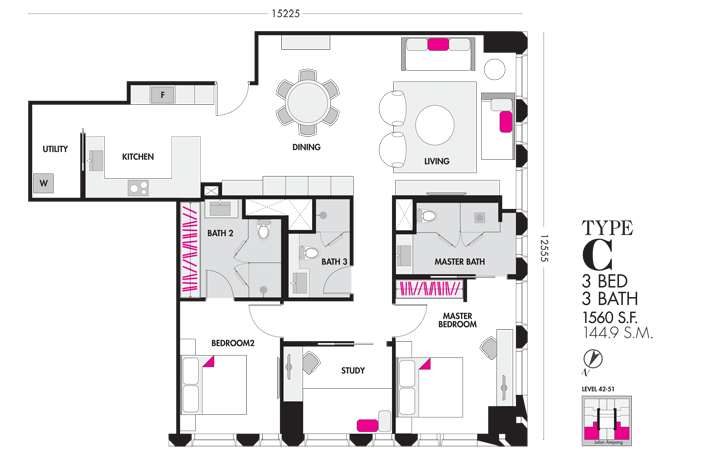 15225
F
UTILITY
KITCHEN
DINING
LIVING
W
BATH 2
BATH 3
MASTER BATH
12555
MASTER
BEDROOM
BEDROOM2
STUDY
TYPE
C
3 BED
3 BATH
1560 S.F.
144.9 S.M.
N
LEVEL 42-51
Jalan Ampang